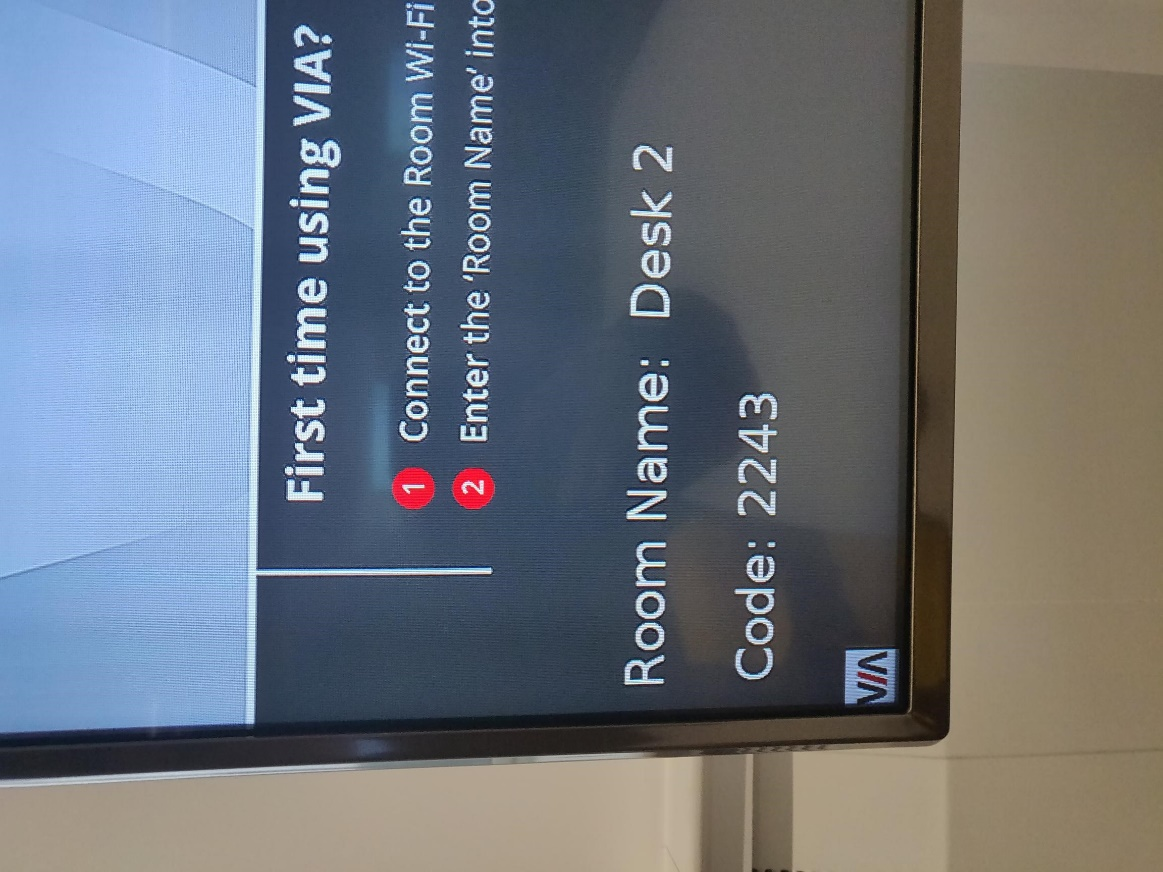 First time using VIA?
1 Connect to the Room Wi-Fi
2 Enter the ‘Room Name’ into
Room Name: Desk 2
Code: 2243
VIA